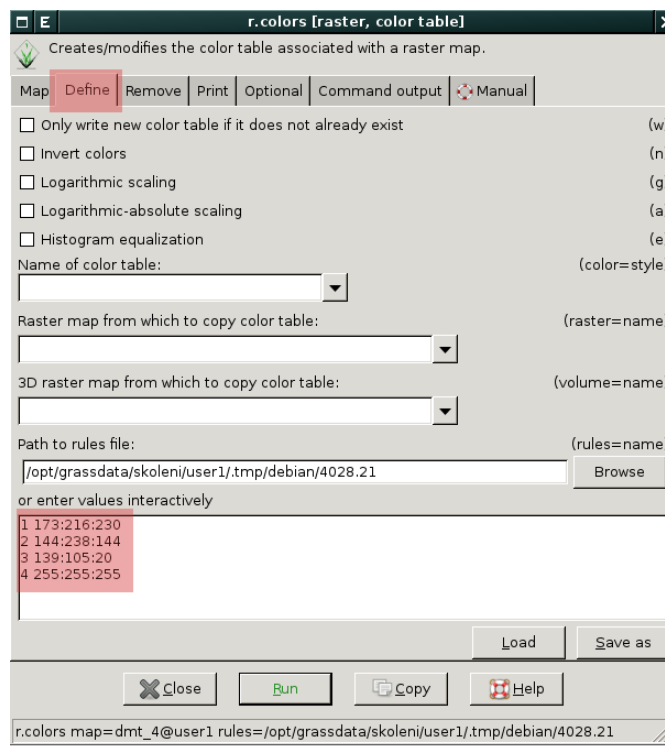 r.colors [raster, color table]
Creates/modifies the color table associated with a raster map.
Map Define Remove Print Optional Command output Manual
Only write new color table if it does not already exist (w
Invert colors (n
Logarithmic scaling (g
Logarithmic-absolute scaling (a
Histogram equalization (e
Name of color table: (color=style
Raster map from which to copy color table: (raster=name
3D raster map from which to copy color table: (volume=name
Path to rules file: (rules=name
/opt/grassdata/skoleni/user1/.tmp/debian/4028.21 Browse
or enter values interactively
1 173:216:230
2 144:238:144
3 139:105:20
4 255:255:255
Load Save as
Close Run Copy Help
r.colors map=dmt_4@user1 rules=/opt/grassdata/skoleni/user1/.tmp/debian/4028.21